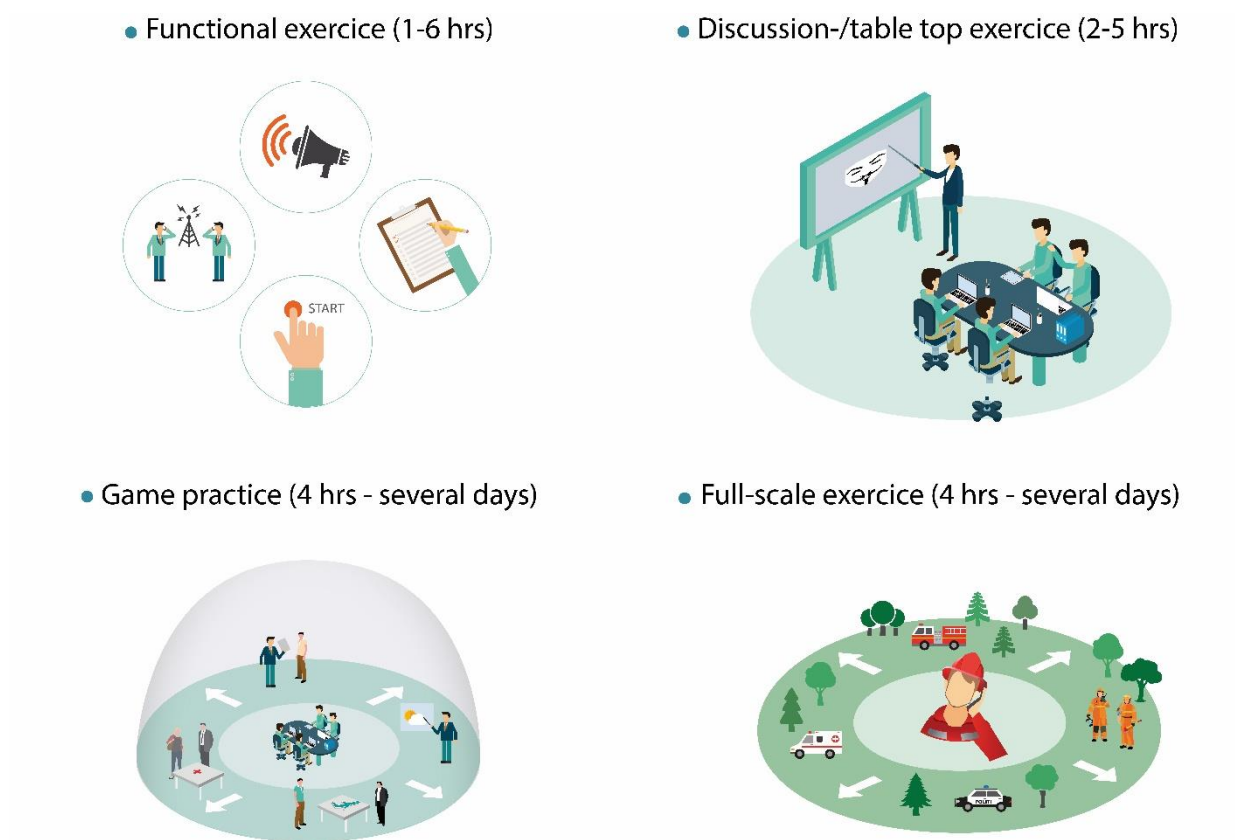 Functional exercice (1-6 hrs)
Discussion-/table top exercice (2-5 hrs)
START
Game practice (4 hrs - several days)
Full-scale exercice (4 hrs - several days)
POLITI